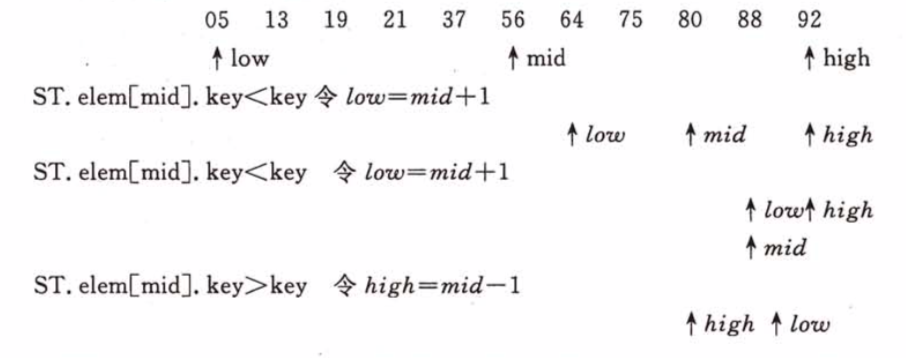 05 13 19 21 37 56 64 75 80 88 92
↑low ↑mid ↑high
ST. elem[mid]. key<key 令 low=mid+1
↑low ↑mid ↑high
ST. elem[mid]. key<key 令 low=mid+1
↑low↑high
↑mid
ST. elem[mid]. key>key 令 high=mid−1
↑high ↑low